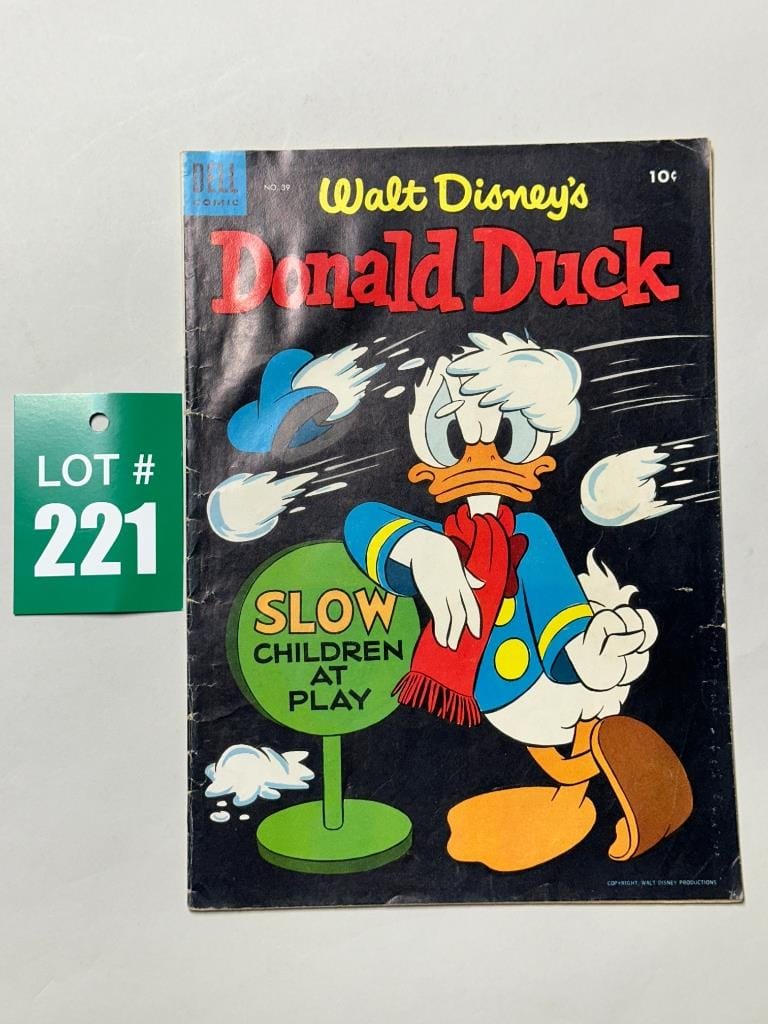 DELL
COMIC
NO. 39
Walt Disney's
10¢
Donald Duck
LOT #
221
SLOW
CHILDREN
AT
PLAY
COPYRIGHT, WALT DISNEY PRODUCTIONS